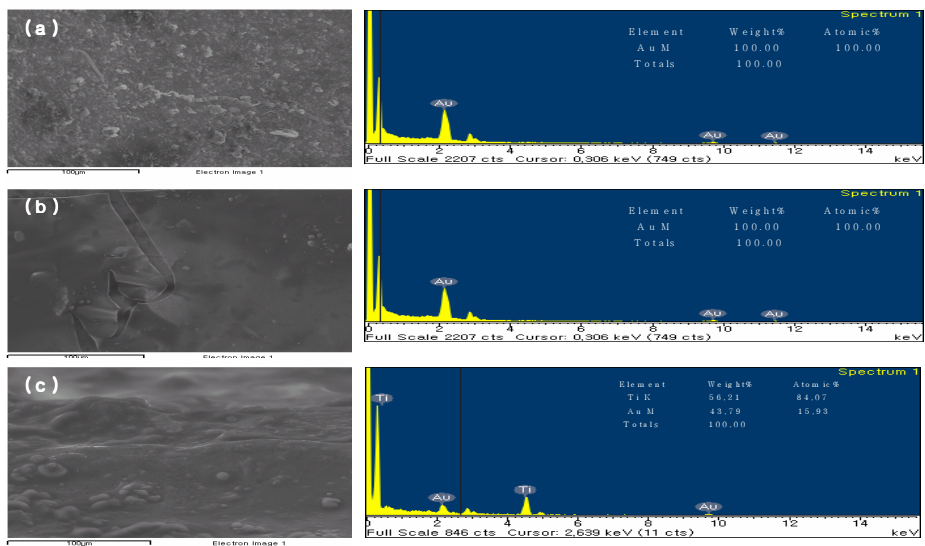 (a)
100μm
Electron Image 1
Spectrum 1
Element Weight% Atomic%
Au M 100.00 100.00
Totals 100.00
Au
Au
Au
0 2 4 6 8 10 12 14
Full Scale 2207 cts Cursor: 0,306 keV (749 cts) keV
(b)
100μm
Electron Image 1
Spectrum 1
Element Weight% Atomic%
Au M 100.00 100.00
Totals 100.00
Au
Au
Au
0 2 4 6 8 10 12 14
Full Scale 2207 cts Cursor: 0,306 keV (749 cts) keV
(c)
100μm
Electron Image 1
Spectrum 1
Element Weight% Atomic%
Ti K 56,21 84,07
Au M 43,79 15,93
Totals 100,00
Ti
Au
Ti
Au
0 2 4 6 8 10 12 14
Full Scale 846 cts Cursor: 2,639 keV (11 cts) keV